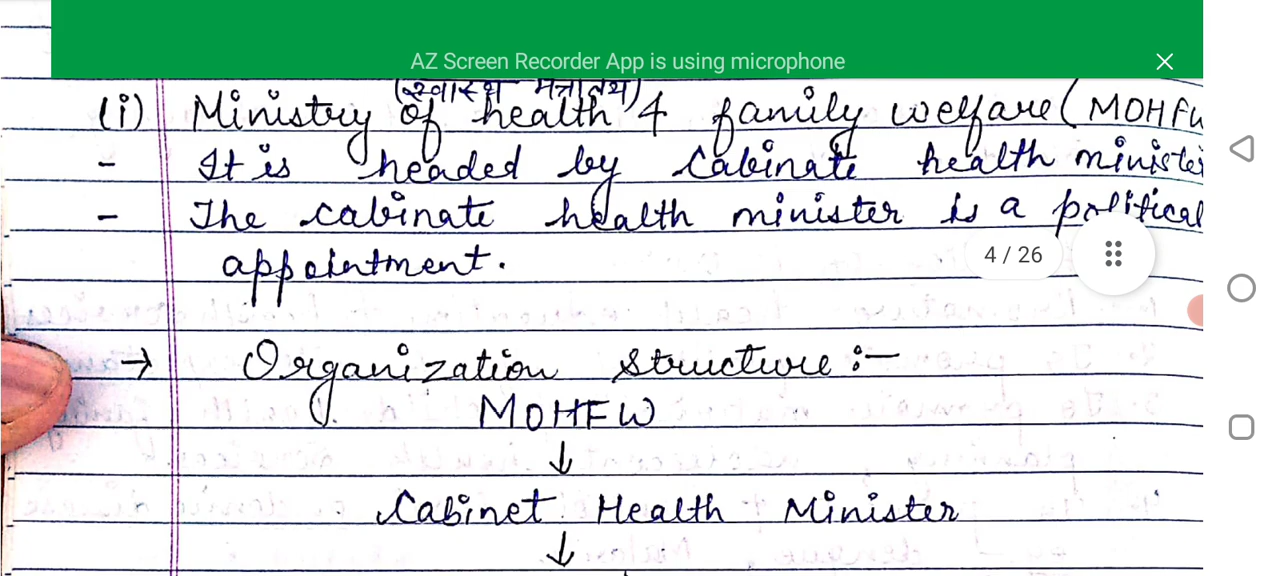 AZ Screen Recorder App is using microphone
(स्वास्थ्य मंत्रालय)
(i) Ministry of health & family welfare (MOHFW
- It is headed by Cabinate health minister
- The cabinate health minister is a political
appointment.
4 / 26
→ Organization Structure :-
MOHFW
↓
Cabinet Health Minister
↓